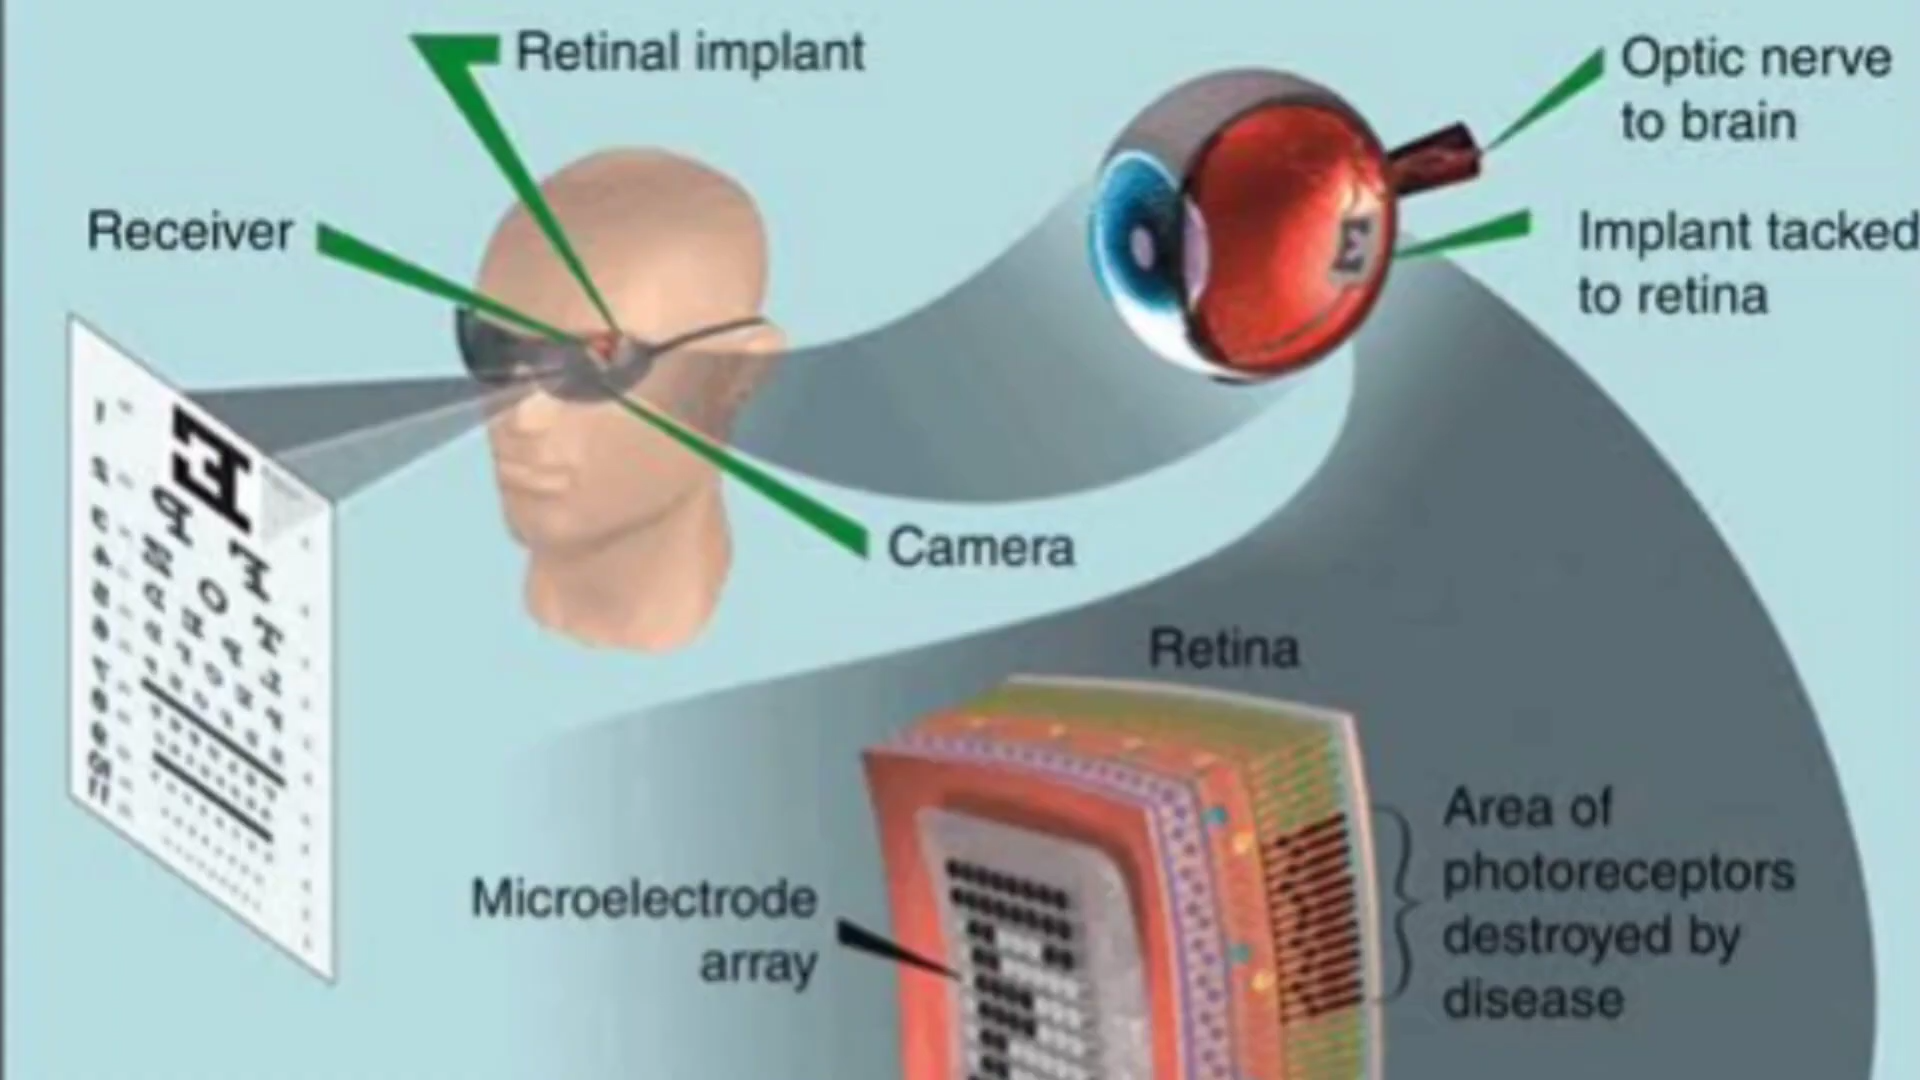 Retinal implant
Optic nerve
to brain
Receiver
Implant tacked
to retina
Camera
Retina
Area of
photoreceptors
destroyed by
disease
Microelectrode
array
E